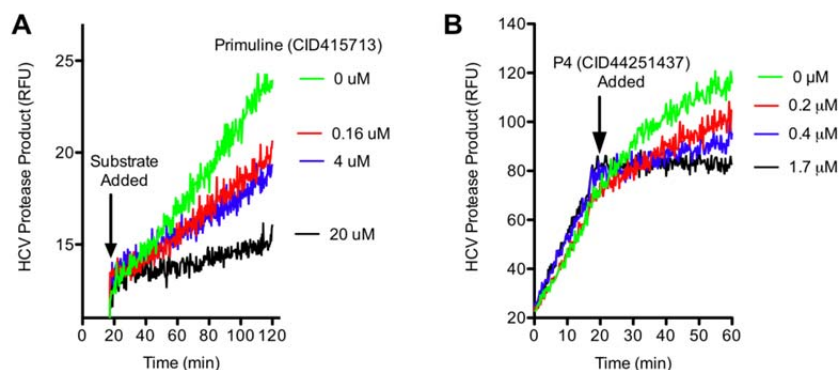 A
Primuline (CID415713)
HCV Protease Product (RFU)
25
20
15
Substrate
Added
0 uM
0.16 uM
4 uM
20 uM
0 20 40 60 80 100 120
Time (min)
B
P4 (CID44251437)
Added
HCV Protease Product (RFU)
140
120
100
80
60
40
20
0 µM
0.2 µM
0.4 µM
1.7 µM
0 10 20 30 40 50 60
Time (min)